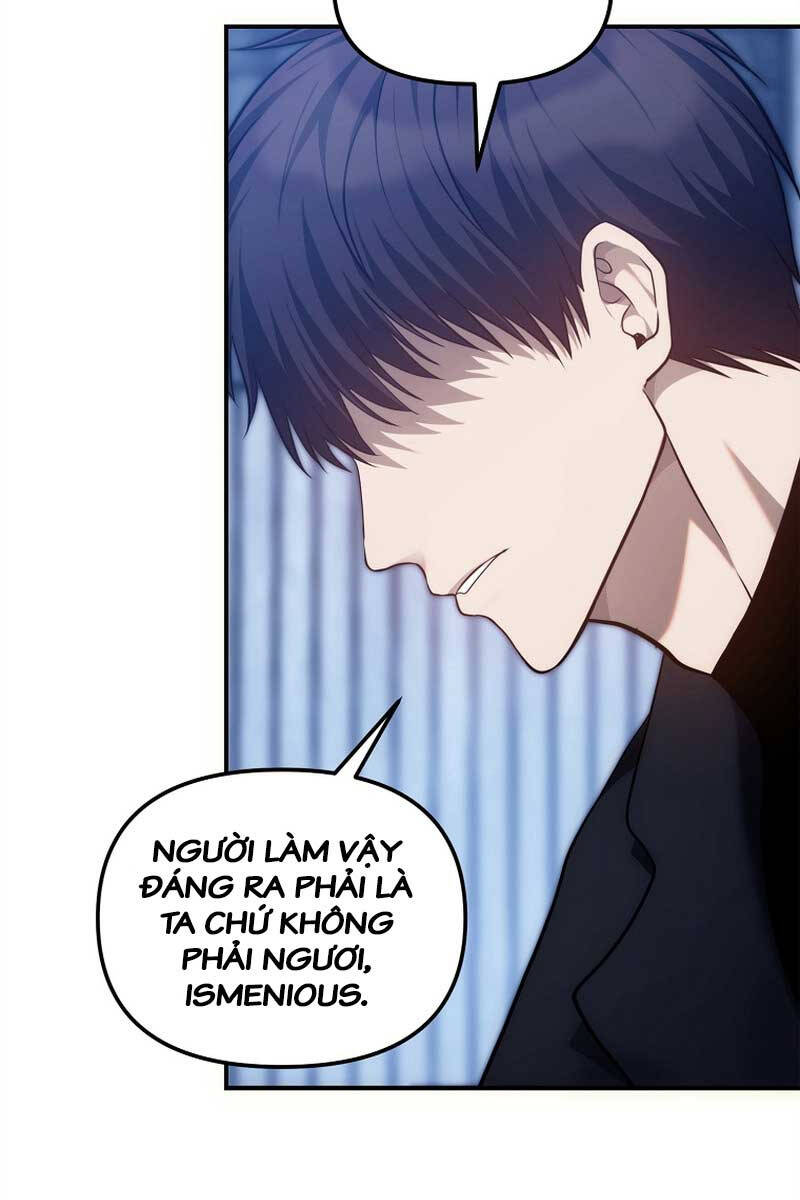 NGƯỜI LÀM VẬY
ĐÁNG RA PHẢI LÀ
TA CHỨ KHÔNG
PHẢI NGƯƠI,
ISMENIOUS.